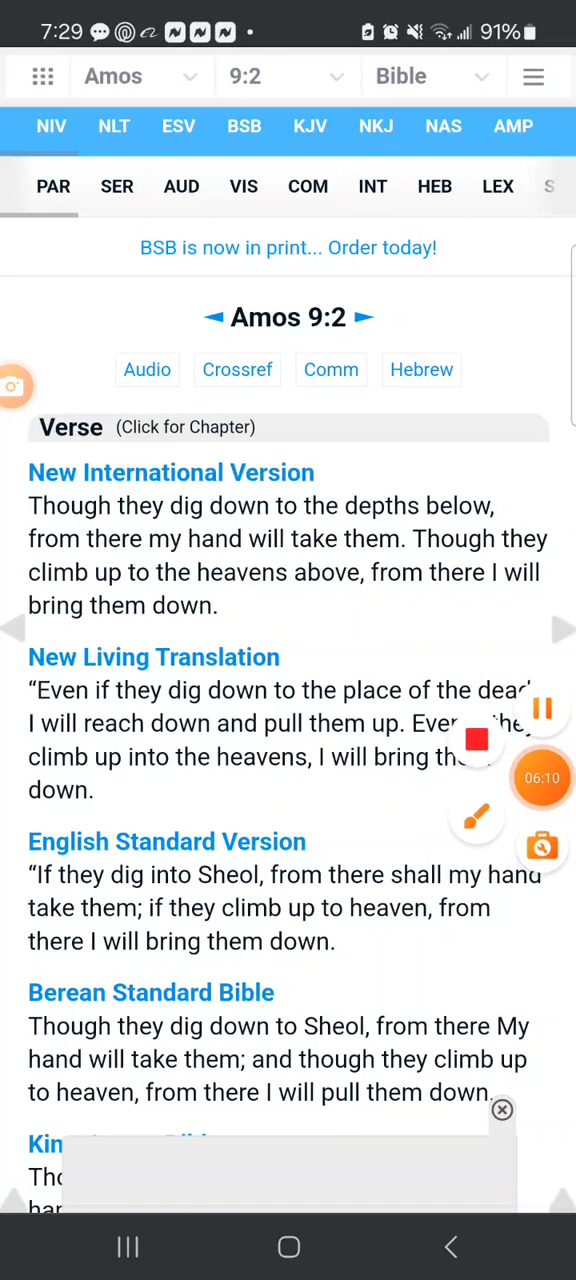 7:29 91%
Amos 9:2 Bible
NIV NLT ESV BSB KJV NKJ NAS AMP
PAR SER AUD VIS COM INT HEB LEX S
BSB is now in print... Order today!
Amos 9:2
Audio Crossref Comm Hebrew
Verse (Click for Chapter)
New International Version
Though they dig down to the depths below,
from there my hand will take them. Though they
climb up to the heavens above, from there I will
bring them down.
New Living Translation
“Even if they dig down to the place of the dead
I will reach down and pull them up. Even they
climb up into the heavens, I will bring
down.
06:10
English Standard Version
“If they dig into Sheol, from there shall my hand
take them; if they climb up to heaven, from
there I will bring them down.
Berean Standard Bible
Though they dig down to Sheol, from there My
hand will take them; and though they climb up
to heaven, from there I will pull them down.